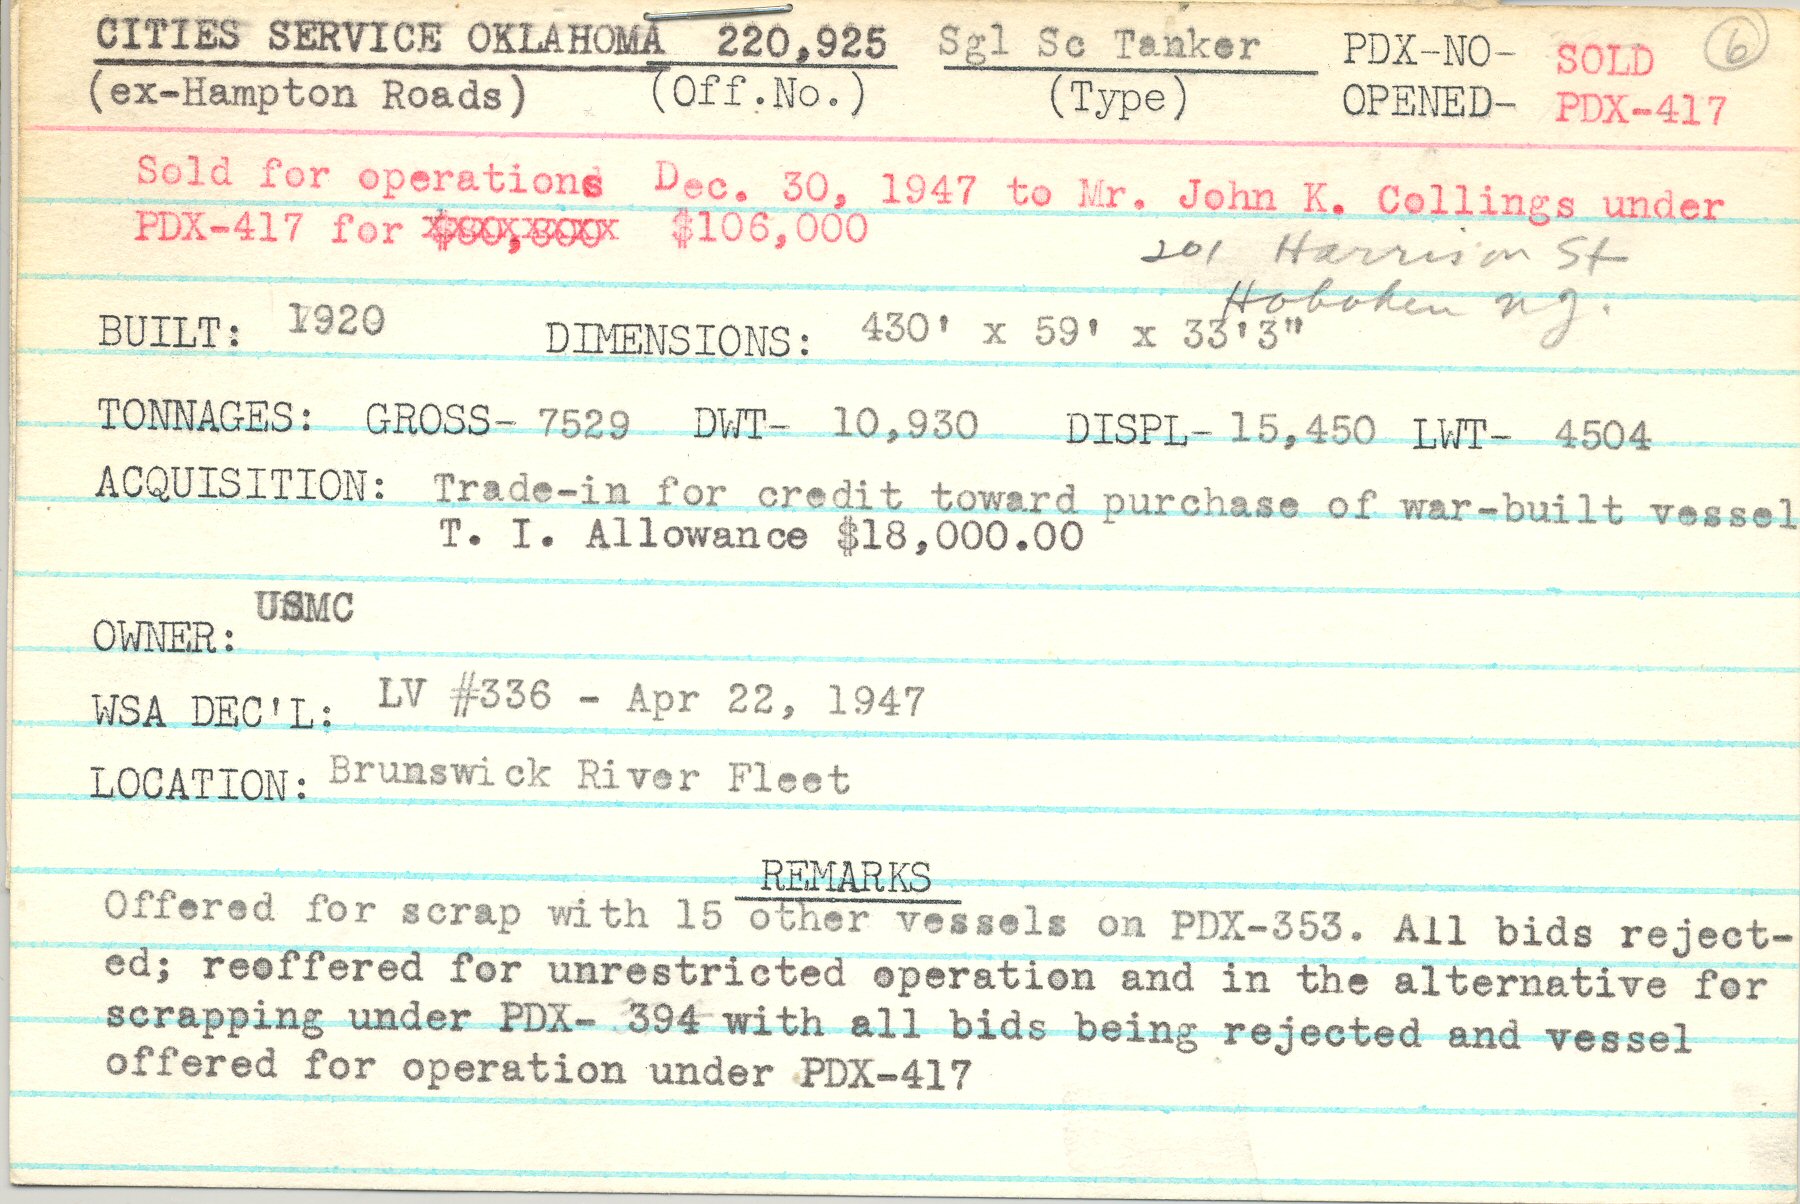 CITIES SERVICE OKLAHOMA 220,925 Sgl Sc Tanker PDX-NO- SOLD 6
(ex-Hampton Roads) (Off.No.) (Type) OPENED- PDX-417
Sold for operations Dec. 30, 1947 to Mr. John K. Collings under
PDX-417 for $106,000
201 Harrison St
Hoboken NJ.
BUILT: 1920 DIMENSIONS: 430' x 59' x 33'3"
TONNAGES: GROSS- 7529 DWT- 10,930 DISPL- 15,450 LWT- 4504
ACQUISITION: Trade-in for credit toward purchase of war-built vessel
T. I. Allowance $18,000.00
OWNER: USMC
WSA DEC'L: LV #336 - Apr 22, 1947
LOCATION: Brunswick River Fleet
REMARKS
Offered for scrap with 15 other vessels on PDX-353. All bids reject-
ed; reoffered for unrestricted operation and in the alternative for
scrapping under PDX- 394 with all bids being rejected and vessel
offered for operation under PDX-417